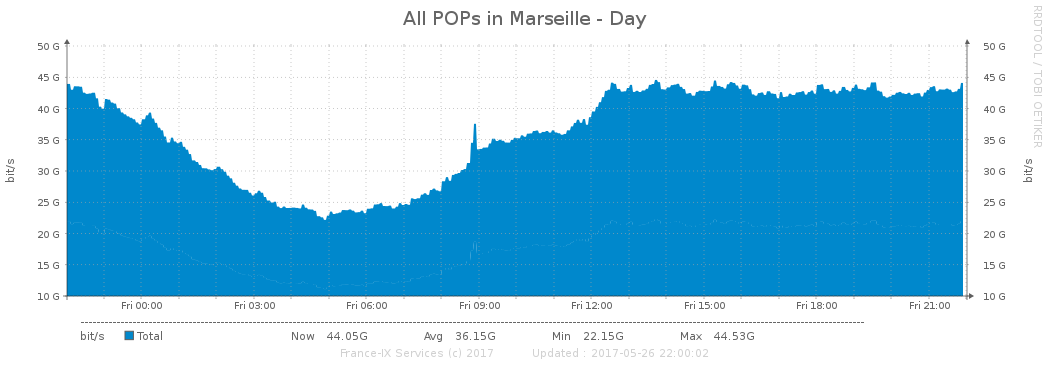 All POPs in Marseille - Day
RRDTOOL / TOBI OETIKER
50 G 50 G
45 G 45 G
40 G 40 G
35 G 35 G
30 G 30 G
25 G 25 G
20 G 20 G
15 G 15 G
10 G 10 G
bit/s bit/s
Fri 00:00 Fri 03:00 Fri 06:00 Fri 09:00 Fri 12:00 Fri 15:00 Fri 18:00 Fri 21:00
bit/s Total Now 44.05G Avg 36.15G Min 22.15G Max 44.53G
France-IX Services (c) 2017 Updated : 2017-05-26 22:00:02